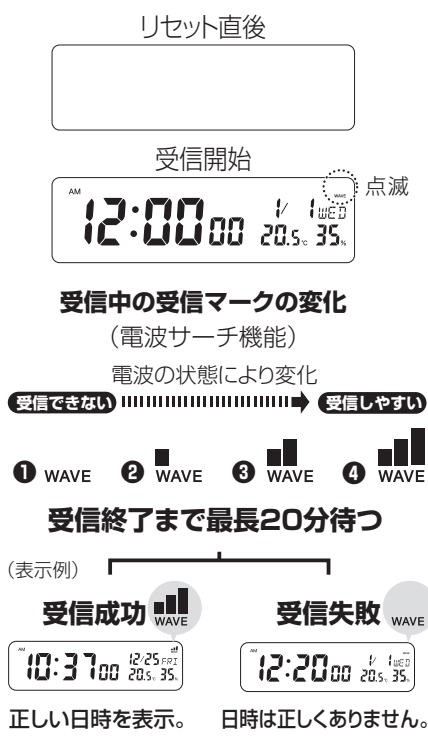 リセット直後
受信開始
AM
WAVE
点滅
12:00 00
1/ 1 WED
20.5℃ 35%
受信中の受信マークの変化
（電波サーチ機能）
電波の状態により変化
受信できない 受信しやすい
❶ WAVE ❷ WAVE ❸ WAVE ❹ WAVE
受信終了まで最長20分待つ
（表示例）
受信成功 WAVE 受信失敗 WAVE
AM 10:37 00 12/25 FRI 20.5℃ 35%
AM 12:20 00 1/ 1 WED 20.5℃ 35%
正しい日時を表示。 日時は正しくありません。